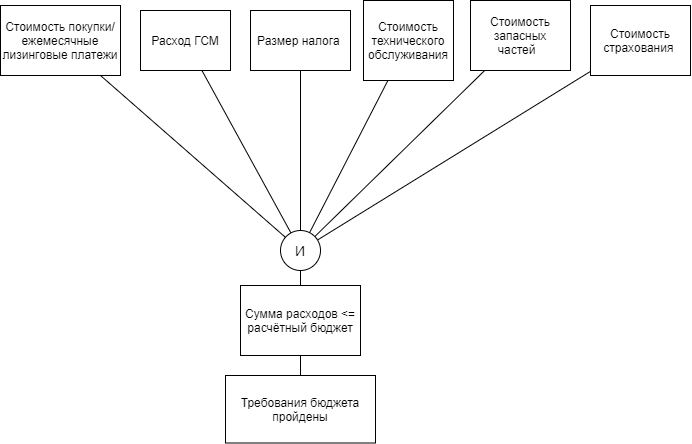 Стоимость покупки/
ежемесячные
лизинговые платежи
Расход ГСМ
Размер налога
Стоимость
технического
обслуживания
Стоимость
запасных
частей
Стоимость
страхования
И
Сумма расходов <=
расчётный бюджет
Требования бюджета
пройдены